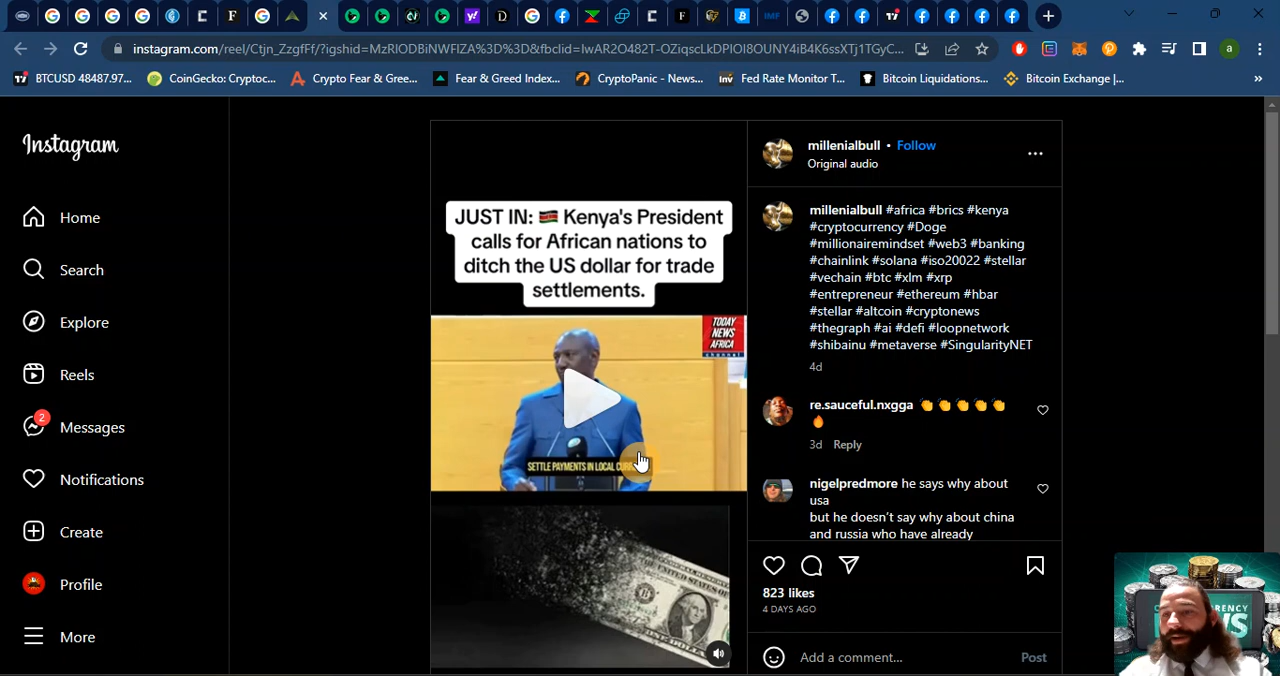 instagram.com/reel/Ctjn_ZzgfFf/?igshid=MzRlODBiNWFlZA%3D%3D&fbclid=IwAR2O482T-OZiqscLkDPIOI8OUNY4iB4K6ssXTj1TGyC...
BTCUSD 48487.97...
CoinGecko: Cryptoc...
Crypto Fear & Gree...
Fear & Greed Index...
CryptoPanic - News...
Fed Rate Monitor T...
Bitcoin Liquidations...
Bitcoin Exchange |...
Instagram
Home
Search
Explore
Reels
2
Messages
Notifications
Create
Profile
More
JUST IN: 🇰🇪 Kenya's President
calls for African nations to
ditch the US dollar for trade
settlements.
TODAY
NEWS
AFRICA
channel
SETTLE PAYMENTS IN LOCAL
millenialbull • Follow
Original audio
millenialbull #africa #brics #kenya
#cryptocurrency #Doge
#millionairemindset #web3 #banking
#chainlink #solana #iso20022 #stellar
#vechain #btc #xlm #xrp
#entrepreneur #ethereum #hbar
#stellar #altcoin #cryptonews
#thegraph #ai #defi #loopnetwork
#shibainu #metaverse #SingularityNET
4d
re.sauceful.nxgga 👏 👏 👏 👏 👏
🔥
3d Reply
nigelpredmore he says why about
usa
but he doesn't say why about china
and russia who have already
823 likes
4 DAYS AGO
Add a comment...
Post